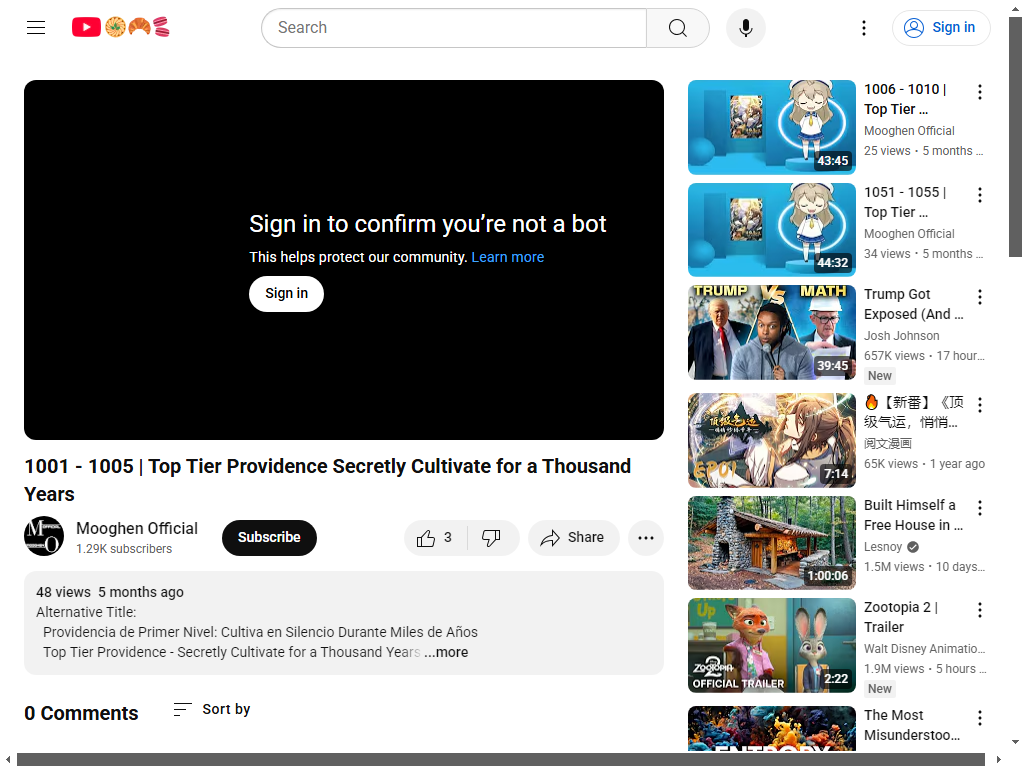 Search
Sign in
Sign in to confirm you’re not a bot
This helps protect our community. Learn more
Sign in
1001 - 1005 | Top Tier Providence Secretly Cultivate for a Thousand
Years
Mooghen Official
1.29K subscribers
Subscribe
3
Share
48 views 5 months ago
Alternative Title:
Providencia de Primer Nivel: Cultiva en Silencio Durante Miles de Años
Top Tier Providence - Secretly Cultivate for a Thousand Years ...more
0 Comments
Sort by
43:45
1006 - 1010 |
Top Tier …
Mooghen Official
25 views • 5 months …
44:32
1051 - 1055 |
Top Tier …
Mooghen Official
34 views • 5 months …
TRUMP VS MATH
39:45
Trump Got
Exposed (And …
Josh Johnson
657K views • 17 hour…
New
顶级气运
EP01
7:14
🔥【新番】《顶
级气运，悄悄…
阅文漫画
65K views • 1 year ago
1:00:06
Built Himself a
Free House in …
Lesnoy
1.5M views • 10 days…
Up
ZOOTOPIA 2
OFFICIAL TRAILER
2:22
Zootopia 2 |
Trailer
Walt Disney Animatio…
1.9M views • 5 hours …
New
ENTROPY
The Most
Misunderstoo…